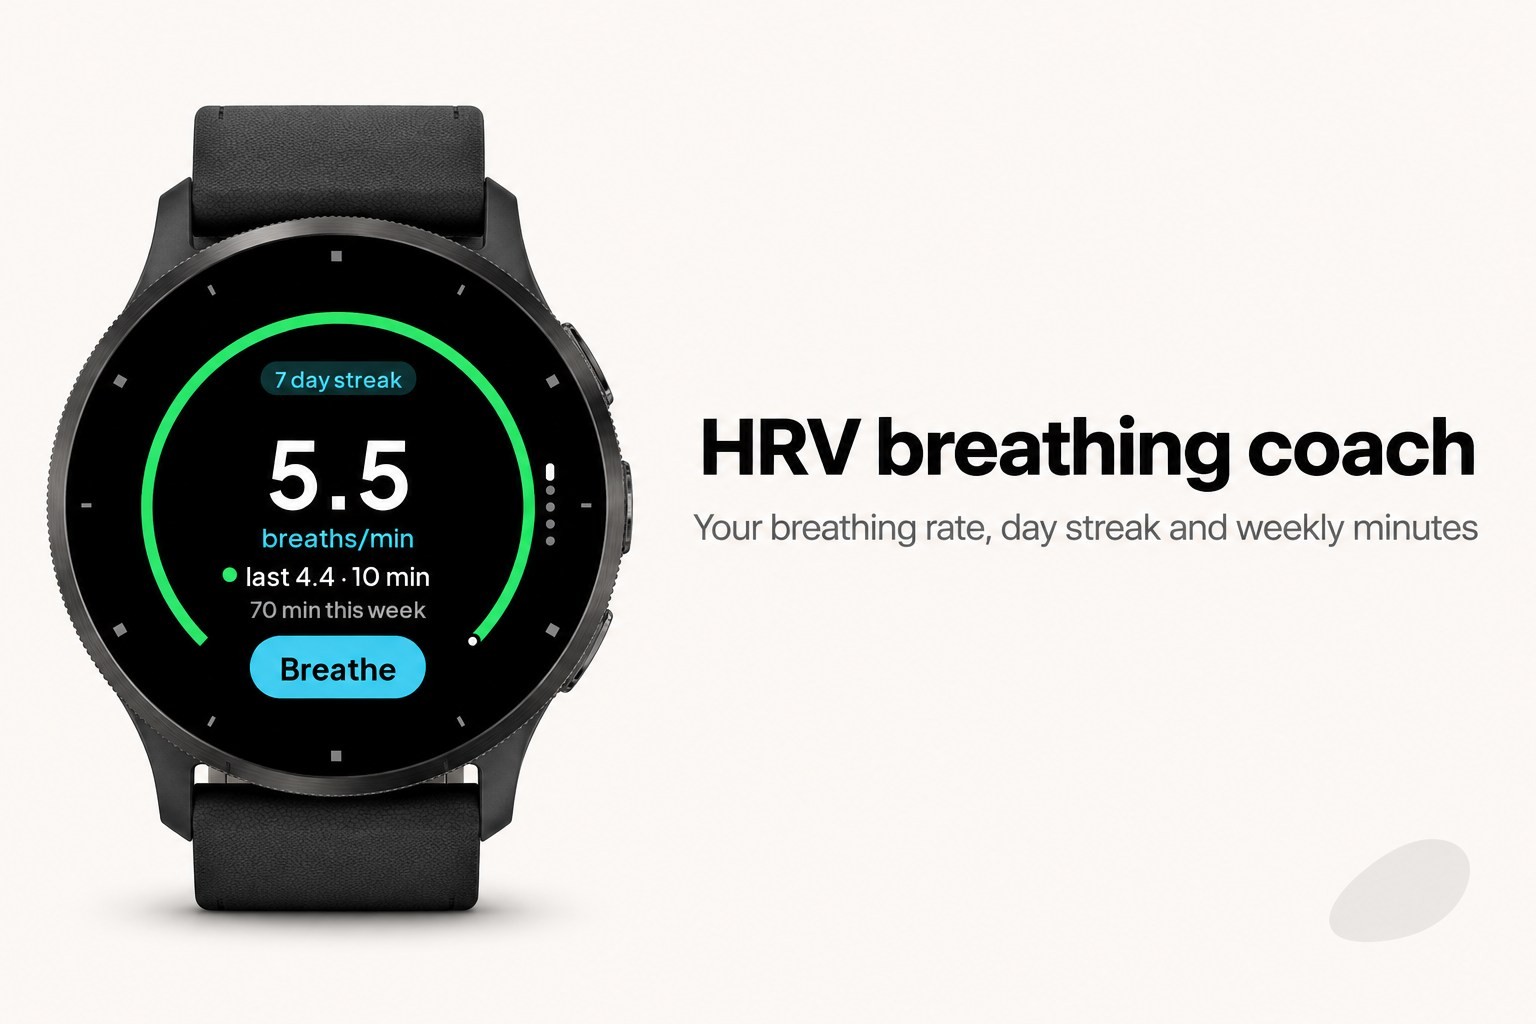 7 day streak
5.5
breaths/min
last 4.4 · 10 min
70 min this week
Breathe
HRV breathing coach
Your breathing rate, day streak and weekly minutes